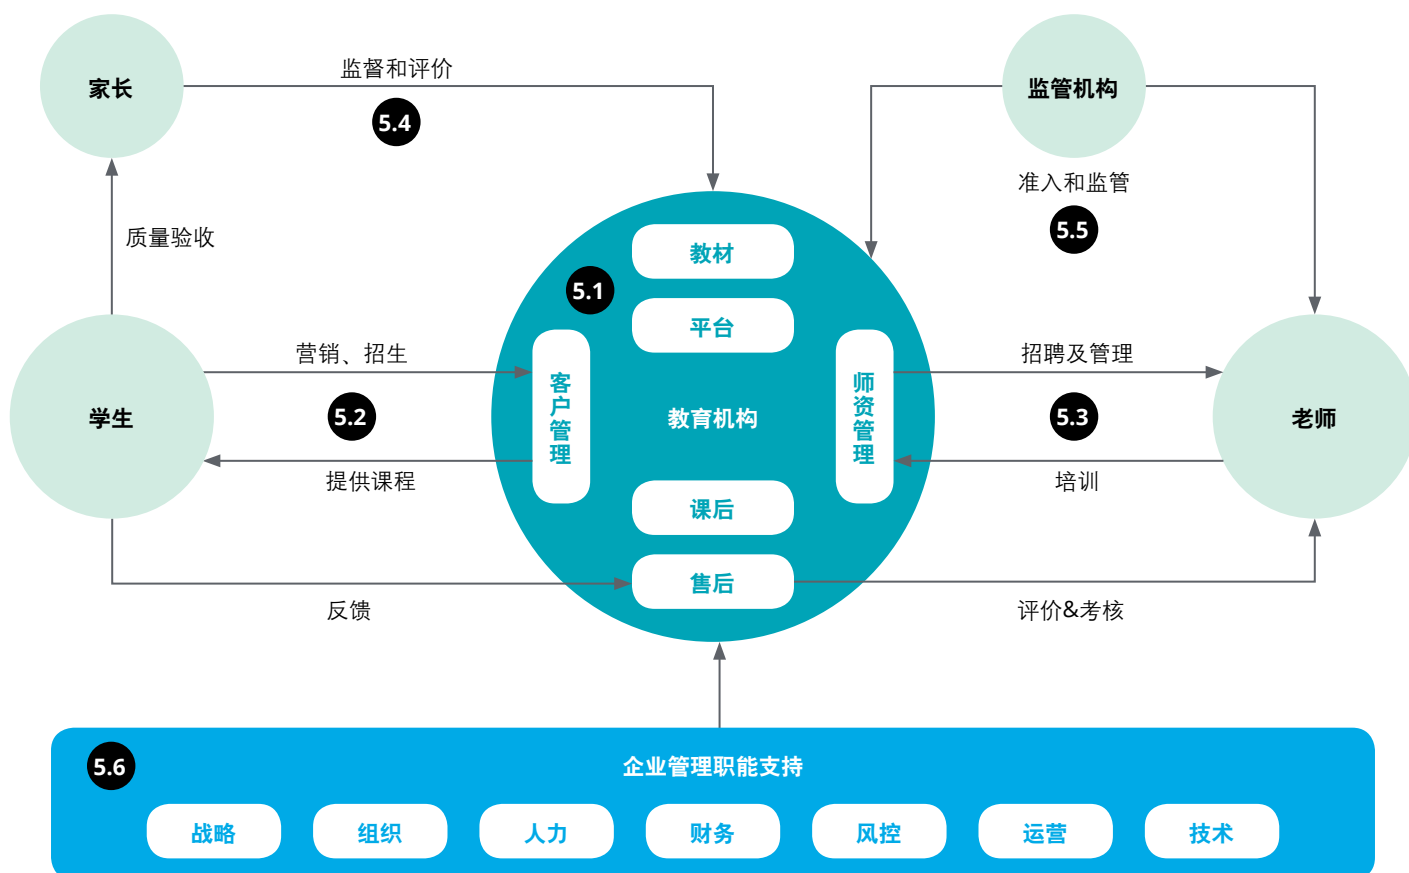 家长
监督和评价
5.4
监管机构
准入和监管
5.5
质量验收
教材
5.1
平台
营销、招生
客户管理
师资管理
招聘及管理
学生
5.2
教育机构
5.3
老师
提供课程
培训
课后
售后
反馈
评价&考核
5.6
企业管理职能支持
战略
组织
人力
财务
风控
运营
技术